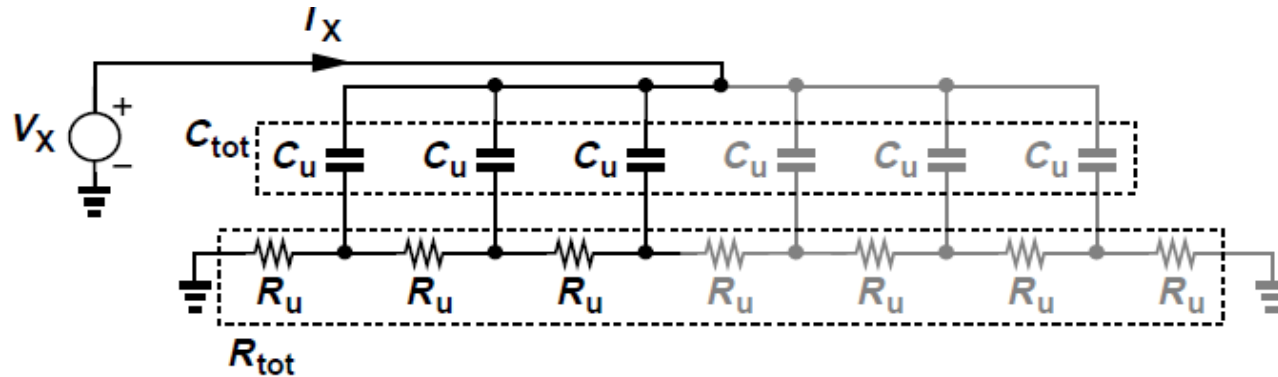 I_X
V_X
+
−
C_tot
C_u C_u C_u C_u C_u C_u
R_u R_u R_u R_u R_u R_u R_u
R_tot